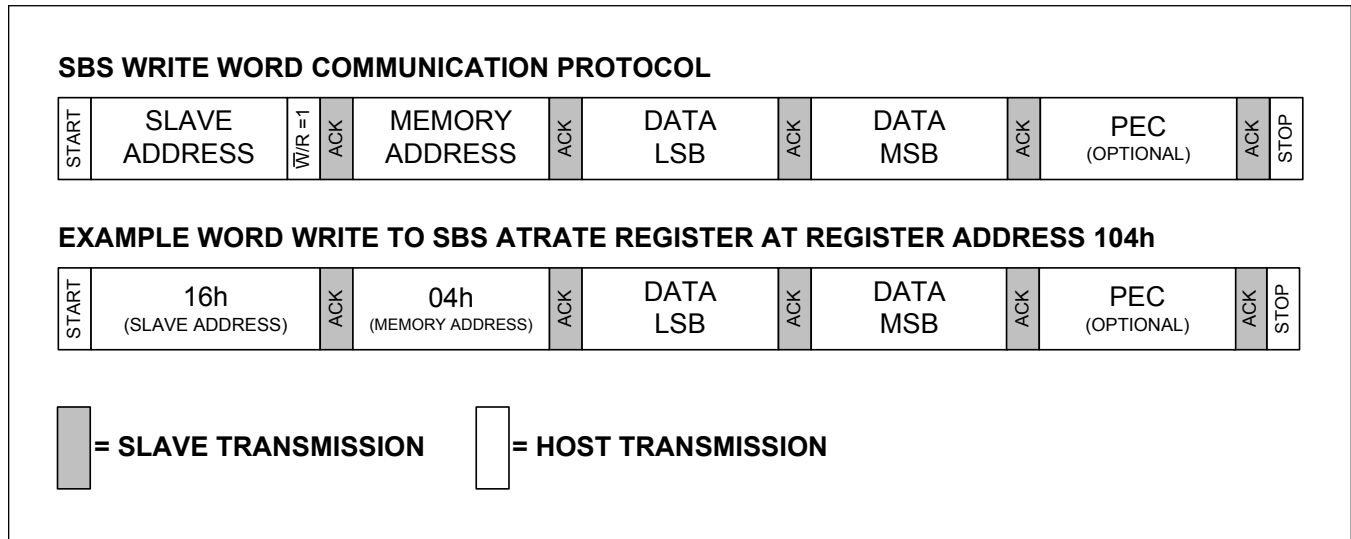 SBS WRITE WORD COMMUNICATION PROTOCOL
START
SLAVE
ADDRESS
W̅/R =1
ACK
MEMORY
ADDRESS
ACK
DATA
LSB
ACK
DATA
MSB
ACK
PEC
(OPTIONAL)
ACK
STOP
EXAMPLE WORD WRITE TO SBS ATRATE REGISTER AT REGISTER ADDRESS 104h
START
16h
(SLAVE ADDRESS)
ACK
04h
(MEMORY ADDRESS)
ACK
DATA
LSB
ACK
DATA
MSB
ACK
PEC
(OPTIONAL)
ACK
STOP
= SLAVE TRANSMISSION
= HOST TRANSMISSION